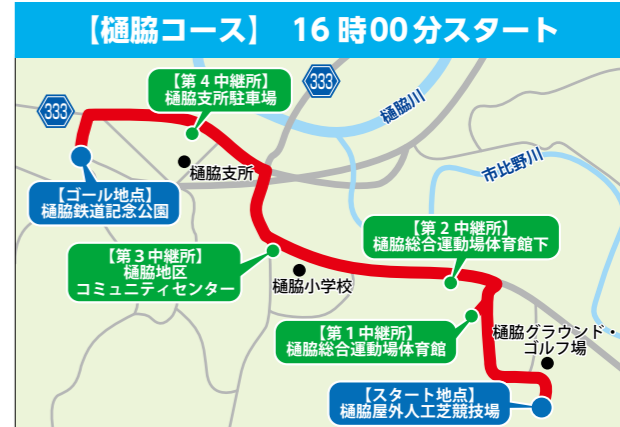 【樋脇コース】 16時00分スタート
【第4中継所】
樋脇支所駐車場
333
333
樋脇川
市比野川
樋脇支所
【ゴール地点】
樋脇鉄道記念公園
【第2中継所】
樋脇総合運動場体育館下
【第3中継所】
樋脇地区
コミュニティセンター
樋脇小学校
【第1中継所】
樋脇総合運動場体育館
樋脇グラウンド・
ゴルフ場
【スタート地点】
樋脇屋外人工芝競技場